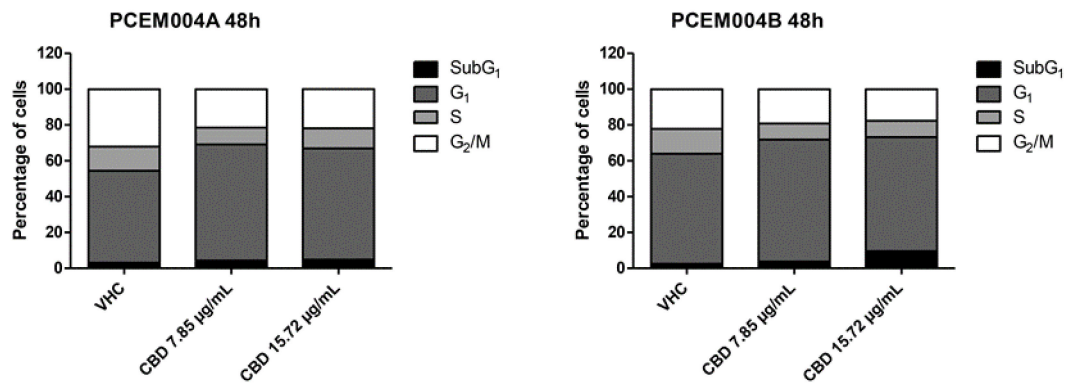 PCEM004A 48h
Percentage of cells
120
100
80
60
40
20
0
VHC
CBD 7.85 µg/mL
CBD 15.72 µg/mL
SubG₁
G₁
S
G₂/M
PCEM004B 48h
Percentage of cells
120
100
80
60
40
20
0
VHC
CBD 7.85 µg/mL
CBD 15.72 µg/mL
SubG₁
G₁
S
G₂/M